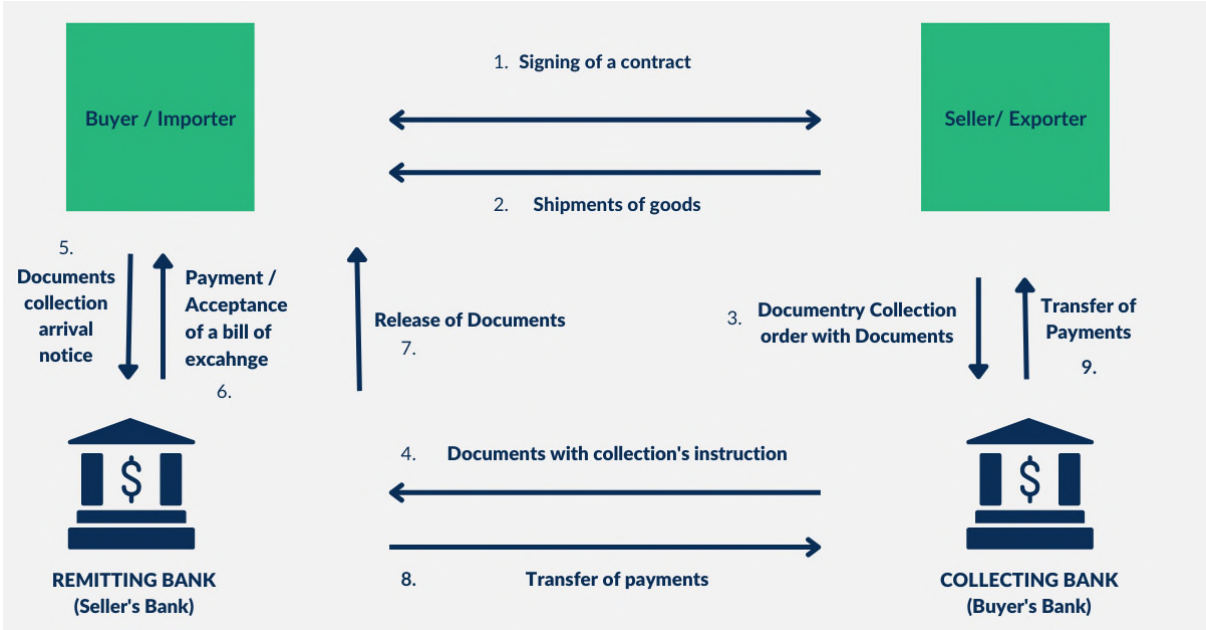 1. Signing of a contract
Buyer / Importer
Seller/ Exporter
2. Shipments of goods
5.
Documents
collection
arrival
notice
Payment /
Acceptance
of a bill of
excahnge
6.
Release of Documents
7.
3. Documentry Collection
order with Documents
Transfer of
Payments
9.
4. Documents with collection's instruction
$
$
8. Transfer of payments
REMITTING BANK
(Seller's Bank)
COLLECTING BANK
(Buyer's Bank)